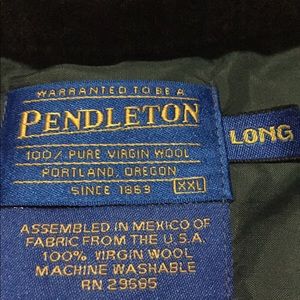 WARRANTED TO BE A
PENDLETON
100% PURE VIRGIN WOOL
PORTLAND, OREGON
SINCE 1863 XXL
LONG
ASSEMBLED IN MEXICO OF
FABRIC FROM THE U.S.A.
100% VIRGIN WOOL
MACHINE WASHABLE
RN 29685